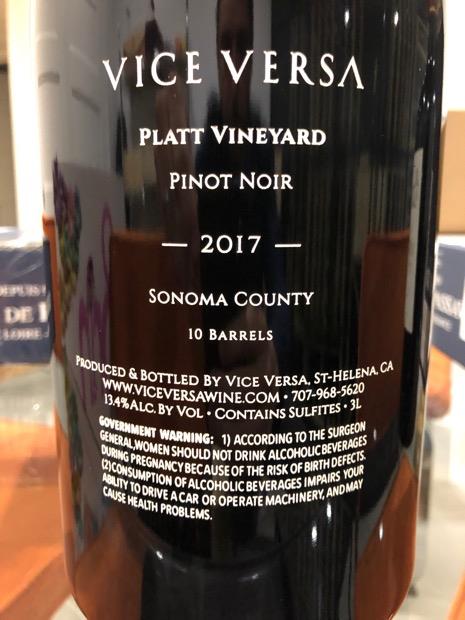 VICE VERSA
PLATT VINEYARD
PINOT NOIR
— 2017 —
SONOMA COUNTY
10 BARRELS
PRODUCED & BOTTLED BY VICE VERSA, ST-HELENA, CA
WWW.VICEVERSAWINE.COM • 707-968-5620
13.4% ALC. BY VOL • CONTAINS SULFITES • 3L
GOVERNMENT WARNING: 1) ACCORDING TO THE SURGEON
GENERAL,WOMEN SHOULD NOT DRINK ALCOHOLIC BEVERAGES
DURING PREGNANCY BECAUSE OF THE RISK OF BIRTH DEFECTS.
(2)CONSUMPTION OF ALCOHOLIC BEVERAGES IMPAIRS YOUR
ABILITY TO DRIVE A CAR OR OPERATE MACHINERY, AND MAY
CAUSE HEALTH PROBLEMS.
DEPUIS
DE
LOIRE